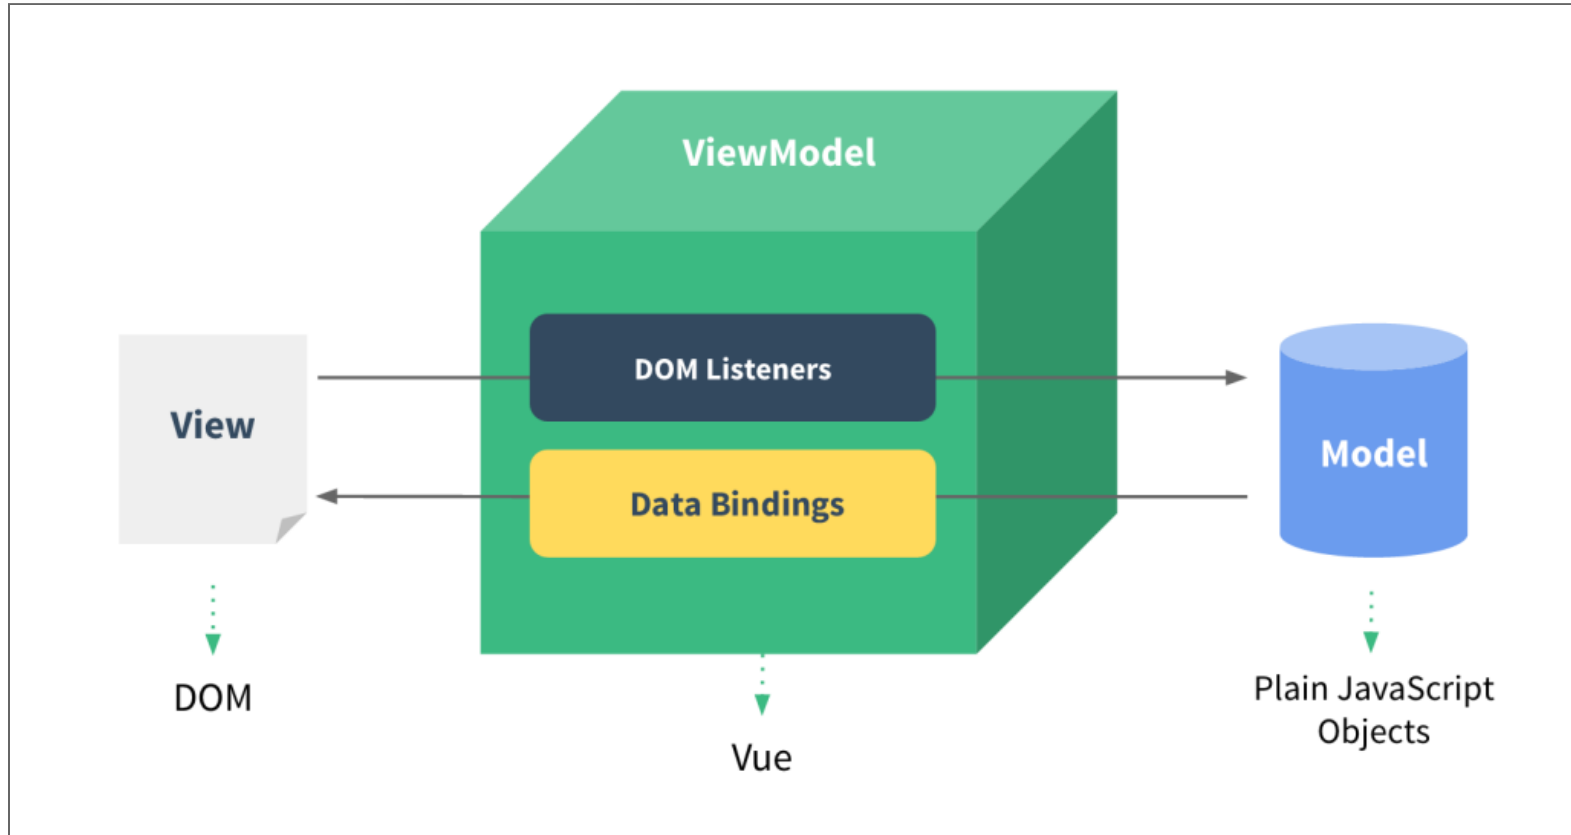 ViewModel
DOM Listeners
View
Data Bindings
Model
DOM
Vue
Plain JavaScript
Objects